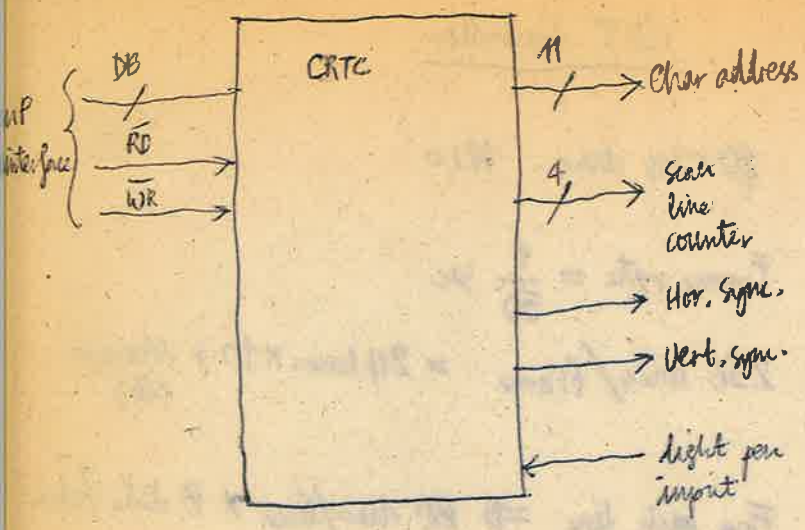 DB
CRTC
11
Char address
μP
interface
RD
WR
4
scan
line
counter
Hor. Sync.
Vert. Sync.
light pen
input